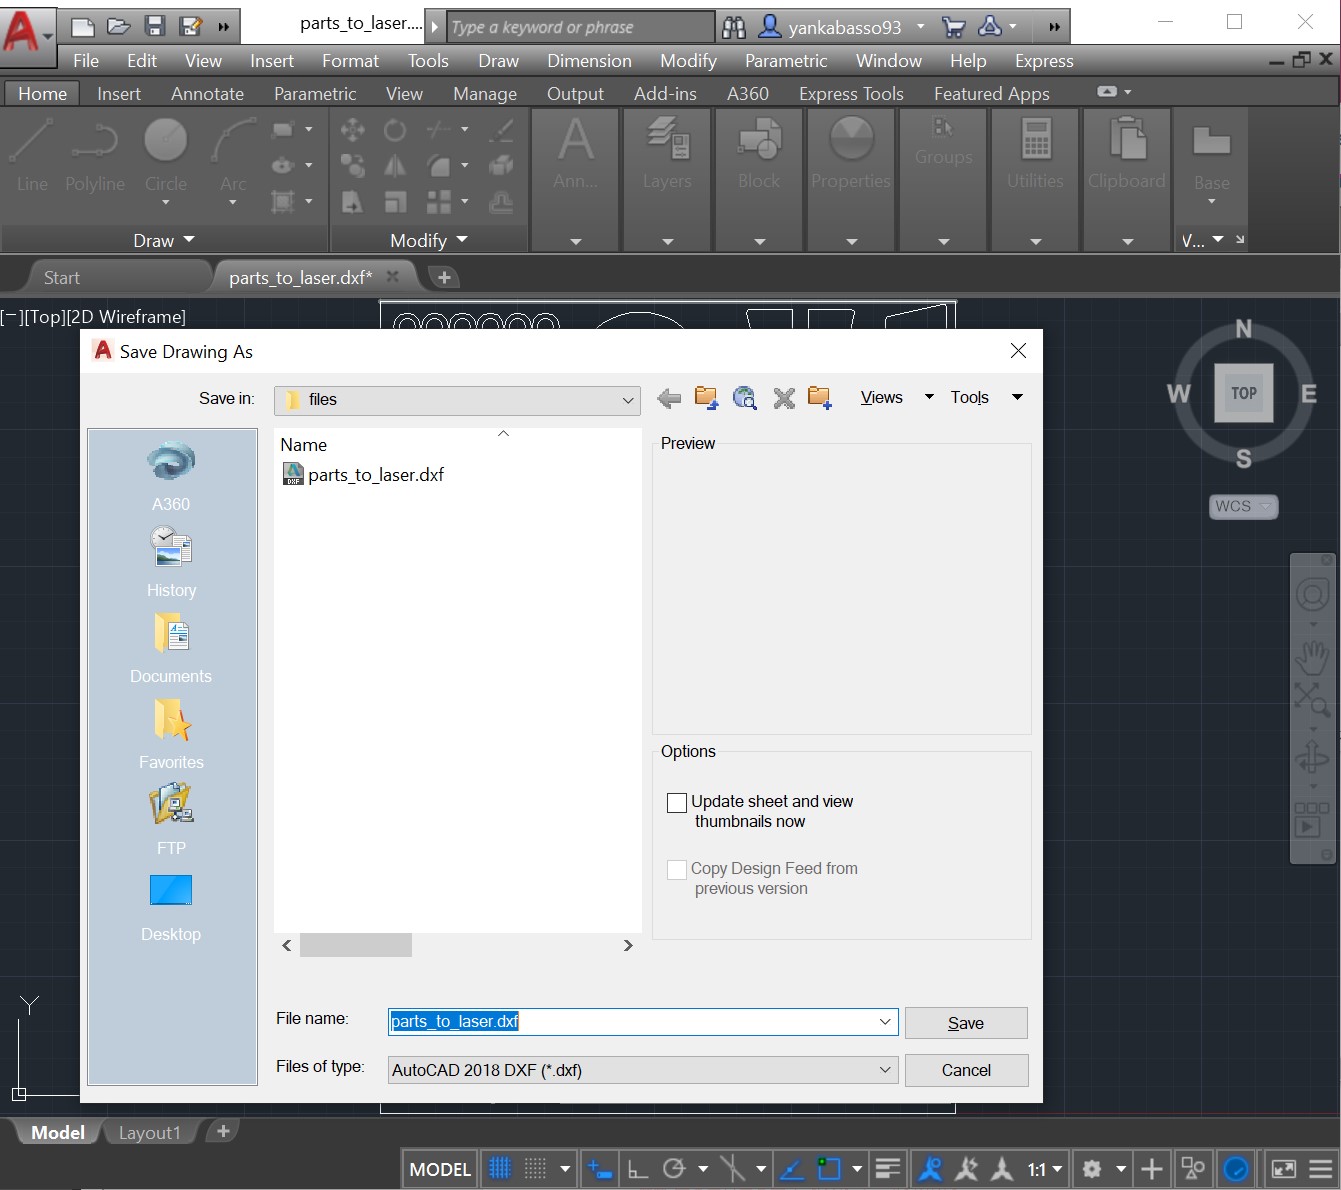 parts_to_laser....
Type a keyword or phrase
yankabasso93
File Edit View Insert Format Tools Draw Dimension Modify Parametric Window Help Express
Home Insert Annotate Parametric View Manage Output Add-ins A360 Express Tools Featured Apps
Line Polyline Circle Arc
Ann... Layers Block Properties Groups Utilities Clipboard Base
Draw Modify V...
Start parts_to_laser.dxf*
[−][Top][2D Wireframe]
N
W TOP E
S
WCS
Save Drawing As
Save in: files Views Tools
Name
parts_to_laser.dxf
DXF
Preview
A360
History
Documents
Favorites
FTP
Desktop
Options
Update sheet and view
thumbnails now
Copy Design Feed from
previous version
File name: parts_to_laser.dxf Save
Files of type: AutoCAD 2018 DXF (*.dxf) Cancel
Y
Model Layout1
MODEL 1:1